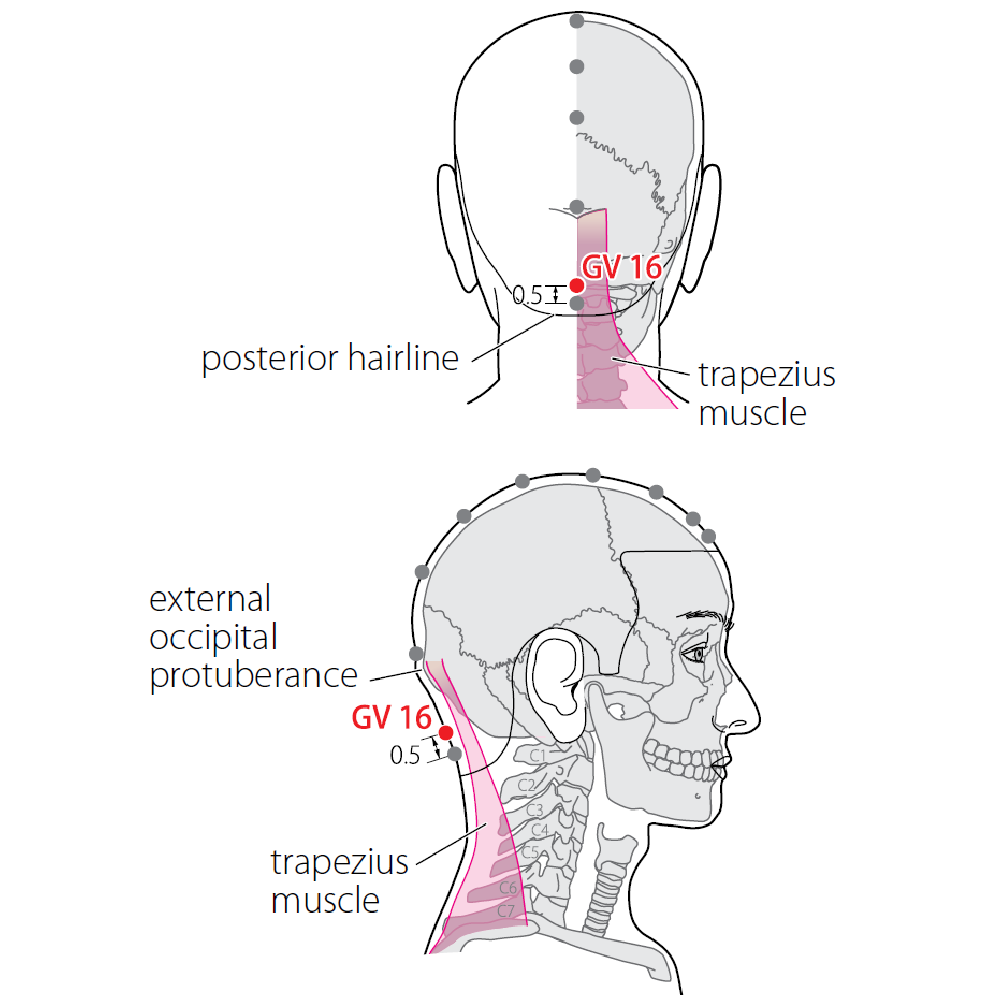 GV 16
0.5
posterior hairline
trapezius
muscle
external
occipital
protuberance
GV 16
0.5
C1
C2
C3
C4
C5
C6
C7
trapezius
muscle